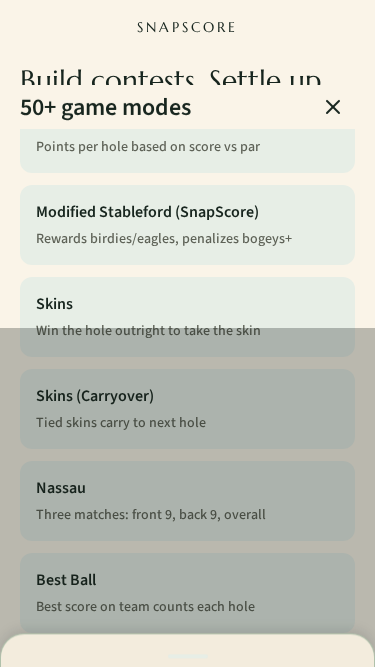 SNAPSCORE
Build contests. Settle up.
50+ game modes
Points per hole based on score vs par
Modified Stableford (SnapScore)
Rewards birdies/eagles, penalizes bogeys+
Skins
Win the hole outright to take the skin
Skins (Carryover)
Tied skins carry to next hole
Nassau
Three matches: front 9, back 9, overall
Best Ball
Best score on team counts each hole